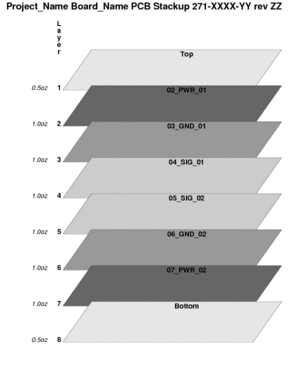 Project_Name Board_Name PCB Stackup 271-XXXX-YY rev ZZ
Layer
Top
0.5oz 1
02_PWR_01
1.0oz 2
03_GND_01
1.0oz 3
04_SIG_01
1.0oz 4
05_SIG_02
1.0oz 5
06_GND_02
1.0oz 6
07_PWR_02
1.0oz 7
Bottom
0.5oz 8